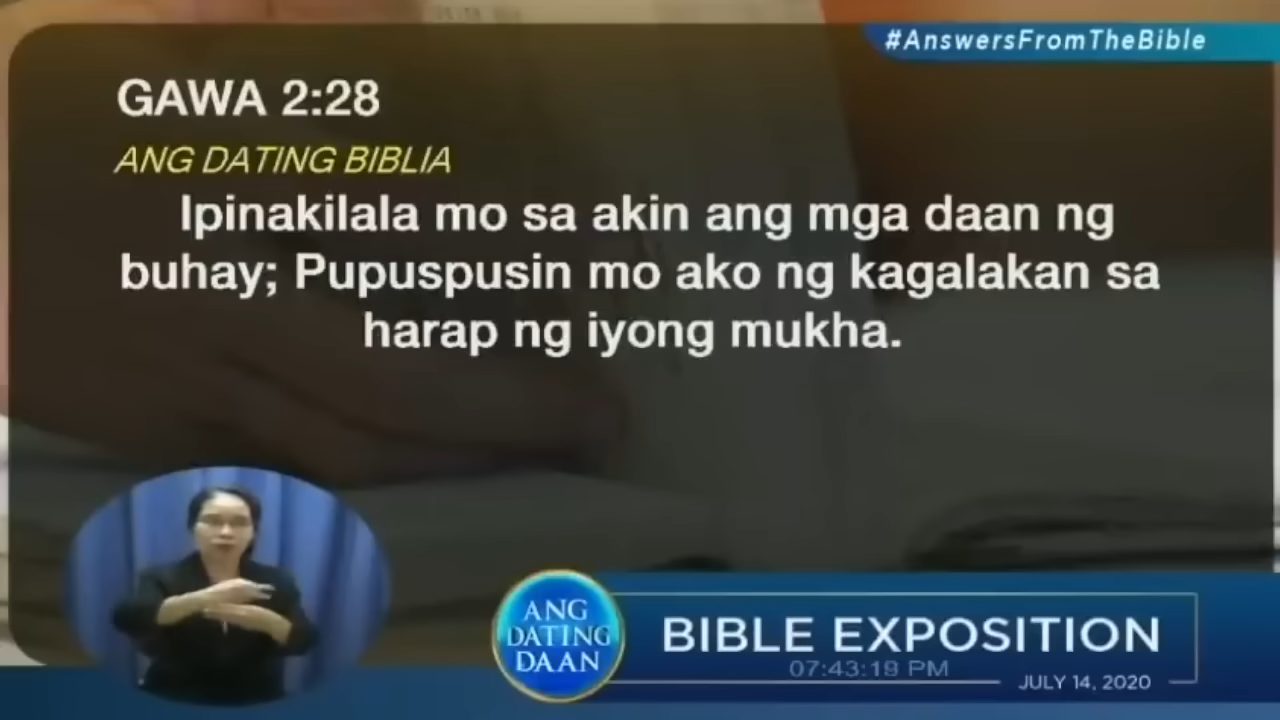 #AnswersFromTheBible
GAWA 2:28
ANG DATING BIBLIA
Ipinakilala mo sa akin ang mga daan ng
buhay; Pupuspusin mo ako ng kagalakan sa
harap ng iyong mukha.
ANG
DATING
DAAN
BIBLE EXPOSITION
07:43:19 PM
JULY 14, 2020